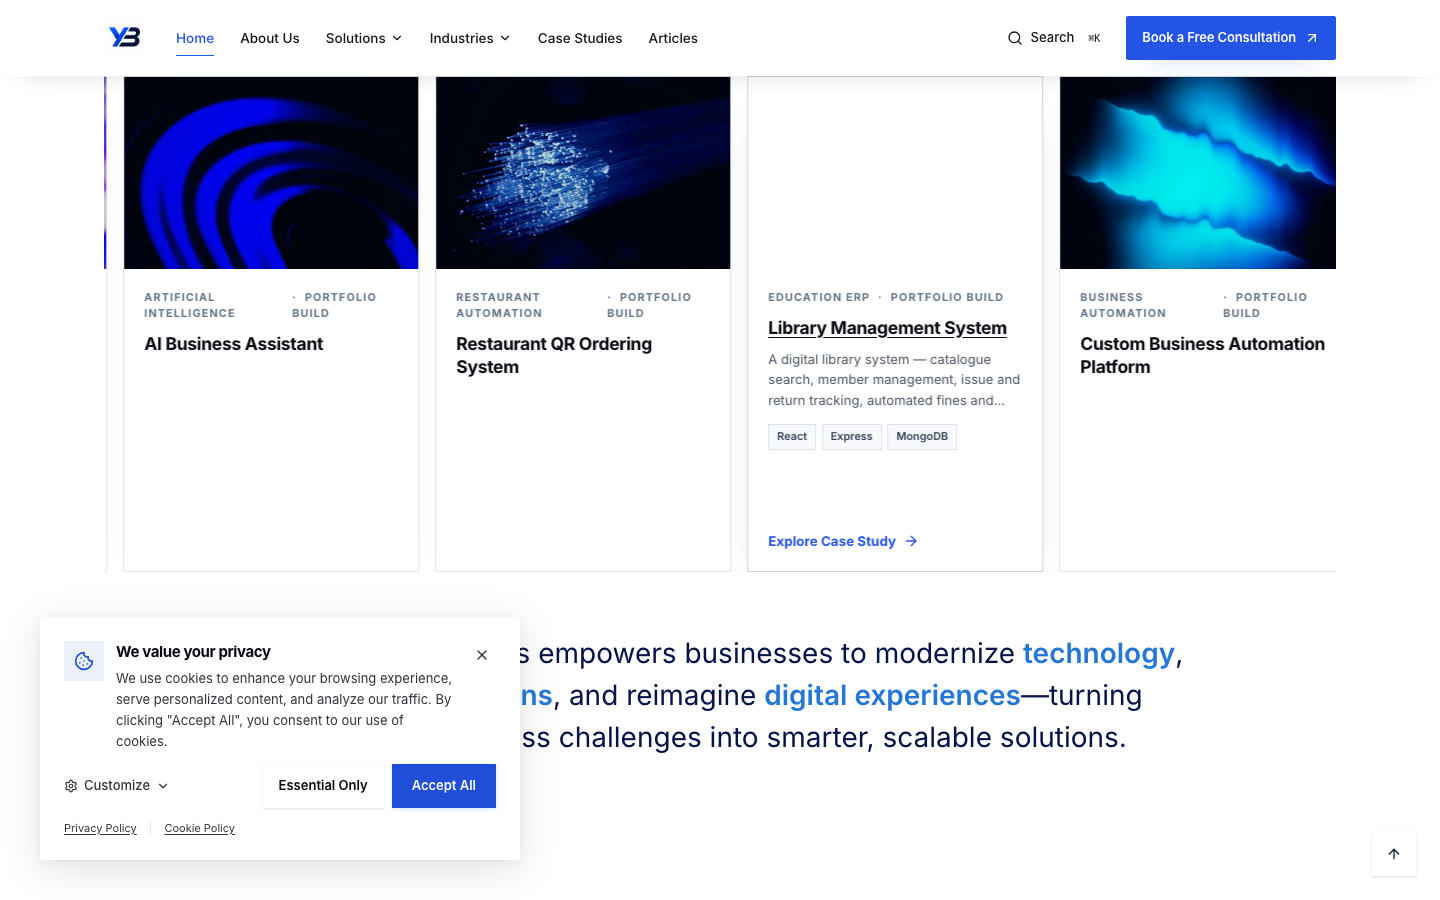 YB
Home
About Us
Solutions
Industries
Case Studies
Articles
Search ⌘K
Book a Free Consultation
ARTIFICIAL INTELLIGENCE · PORTFOLIO BUILD
AI Business Assistant
RESTAURANT AUTOMATION · PORTFOLIO BUILD
Restaurant QR Ordering
System
EDUCATION ERP · PORTFOLIO BUILD
Library Management System
A digital library system — catalogue
search, member management, issue and
return tracking, automated fines and...
React
Express
MongoDB
Explore Case Study
BUSINESS AUTOMATION · PORTFOLIO BUILD
Custom Business Automation
Platform
empowers businesses to modernize technology,
, and reimagine digital experiences—turning
challenges into smarter, scalable solutions.
We value your privacy
We use cookies to enhance your browsing experience,
serve personalized content, and analyze our traffic. By
clicking "Accept All", you consent to our use of
cookies.
Customize
Essential Only
Accept All
Privacy Policy
Cookie Policy